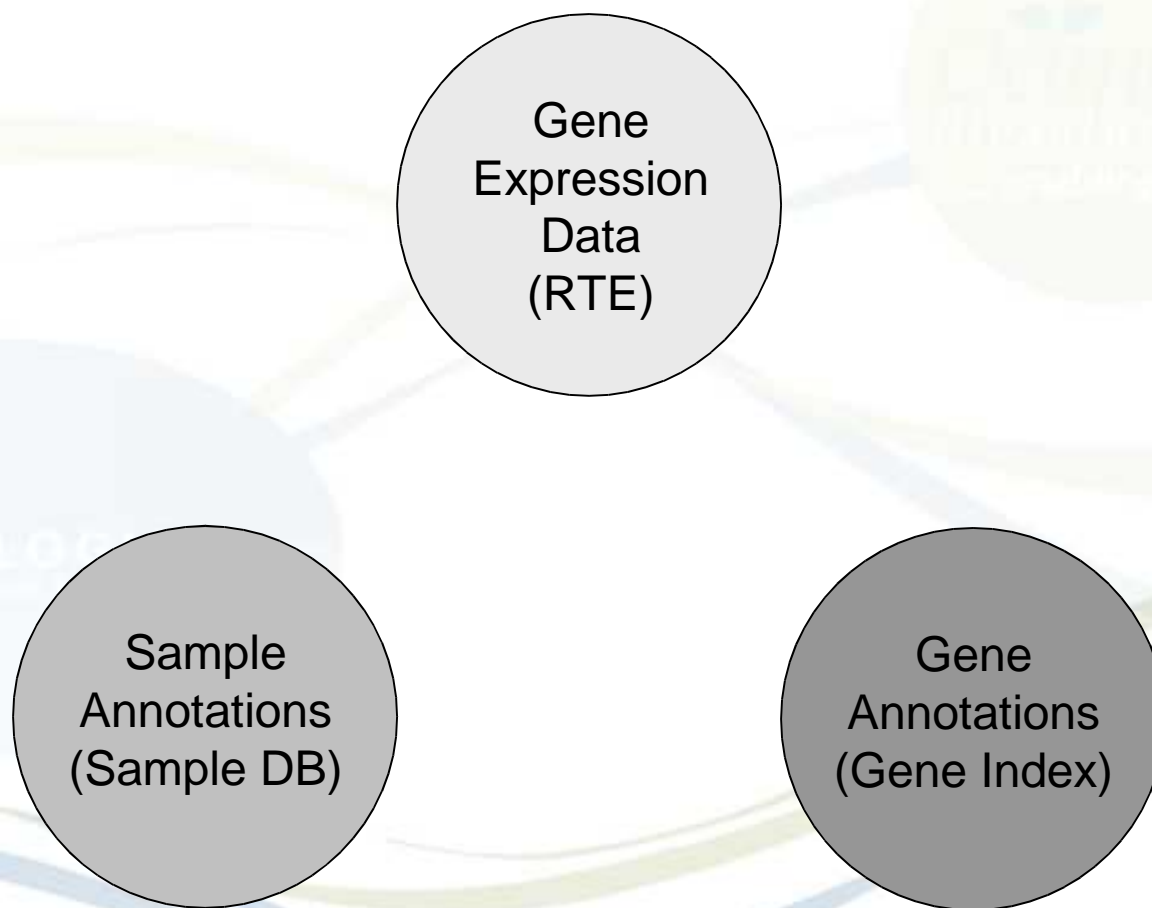 Gene
Expression
Data
(RTE)
Sample
Annotations
(Sample DB)
Gene
Annotations
(Gene Index)